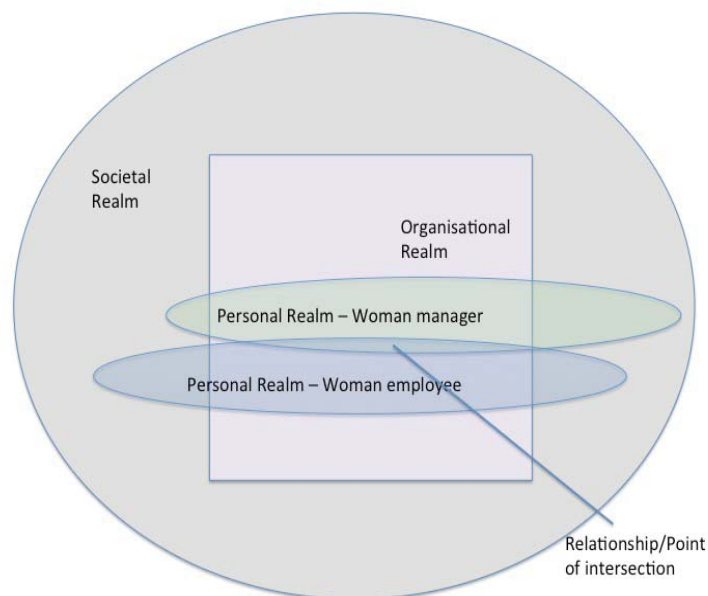 Societal
Realm
Organisational
Realm
Personal Realm – Woman manager
Personal Realm – Woman employee
Relationship/Point
of intersection